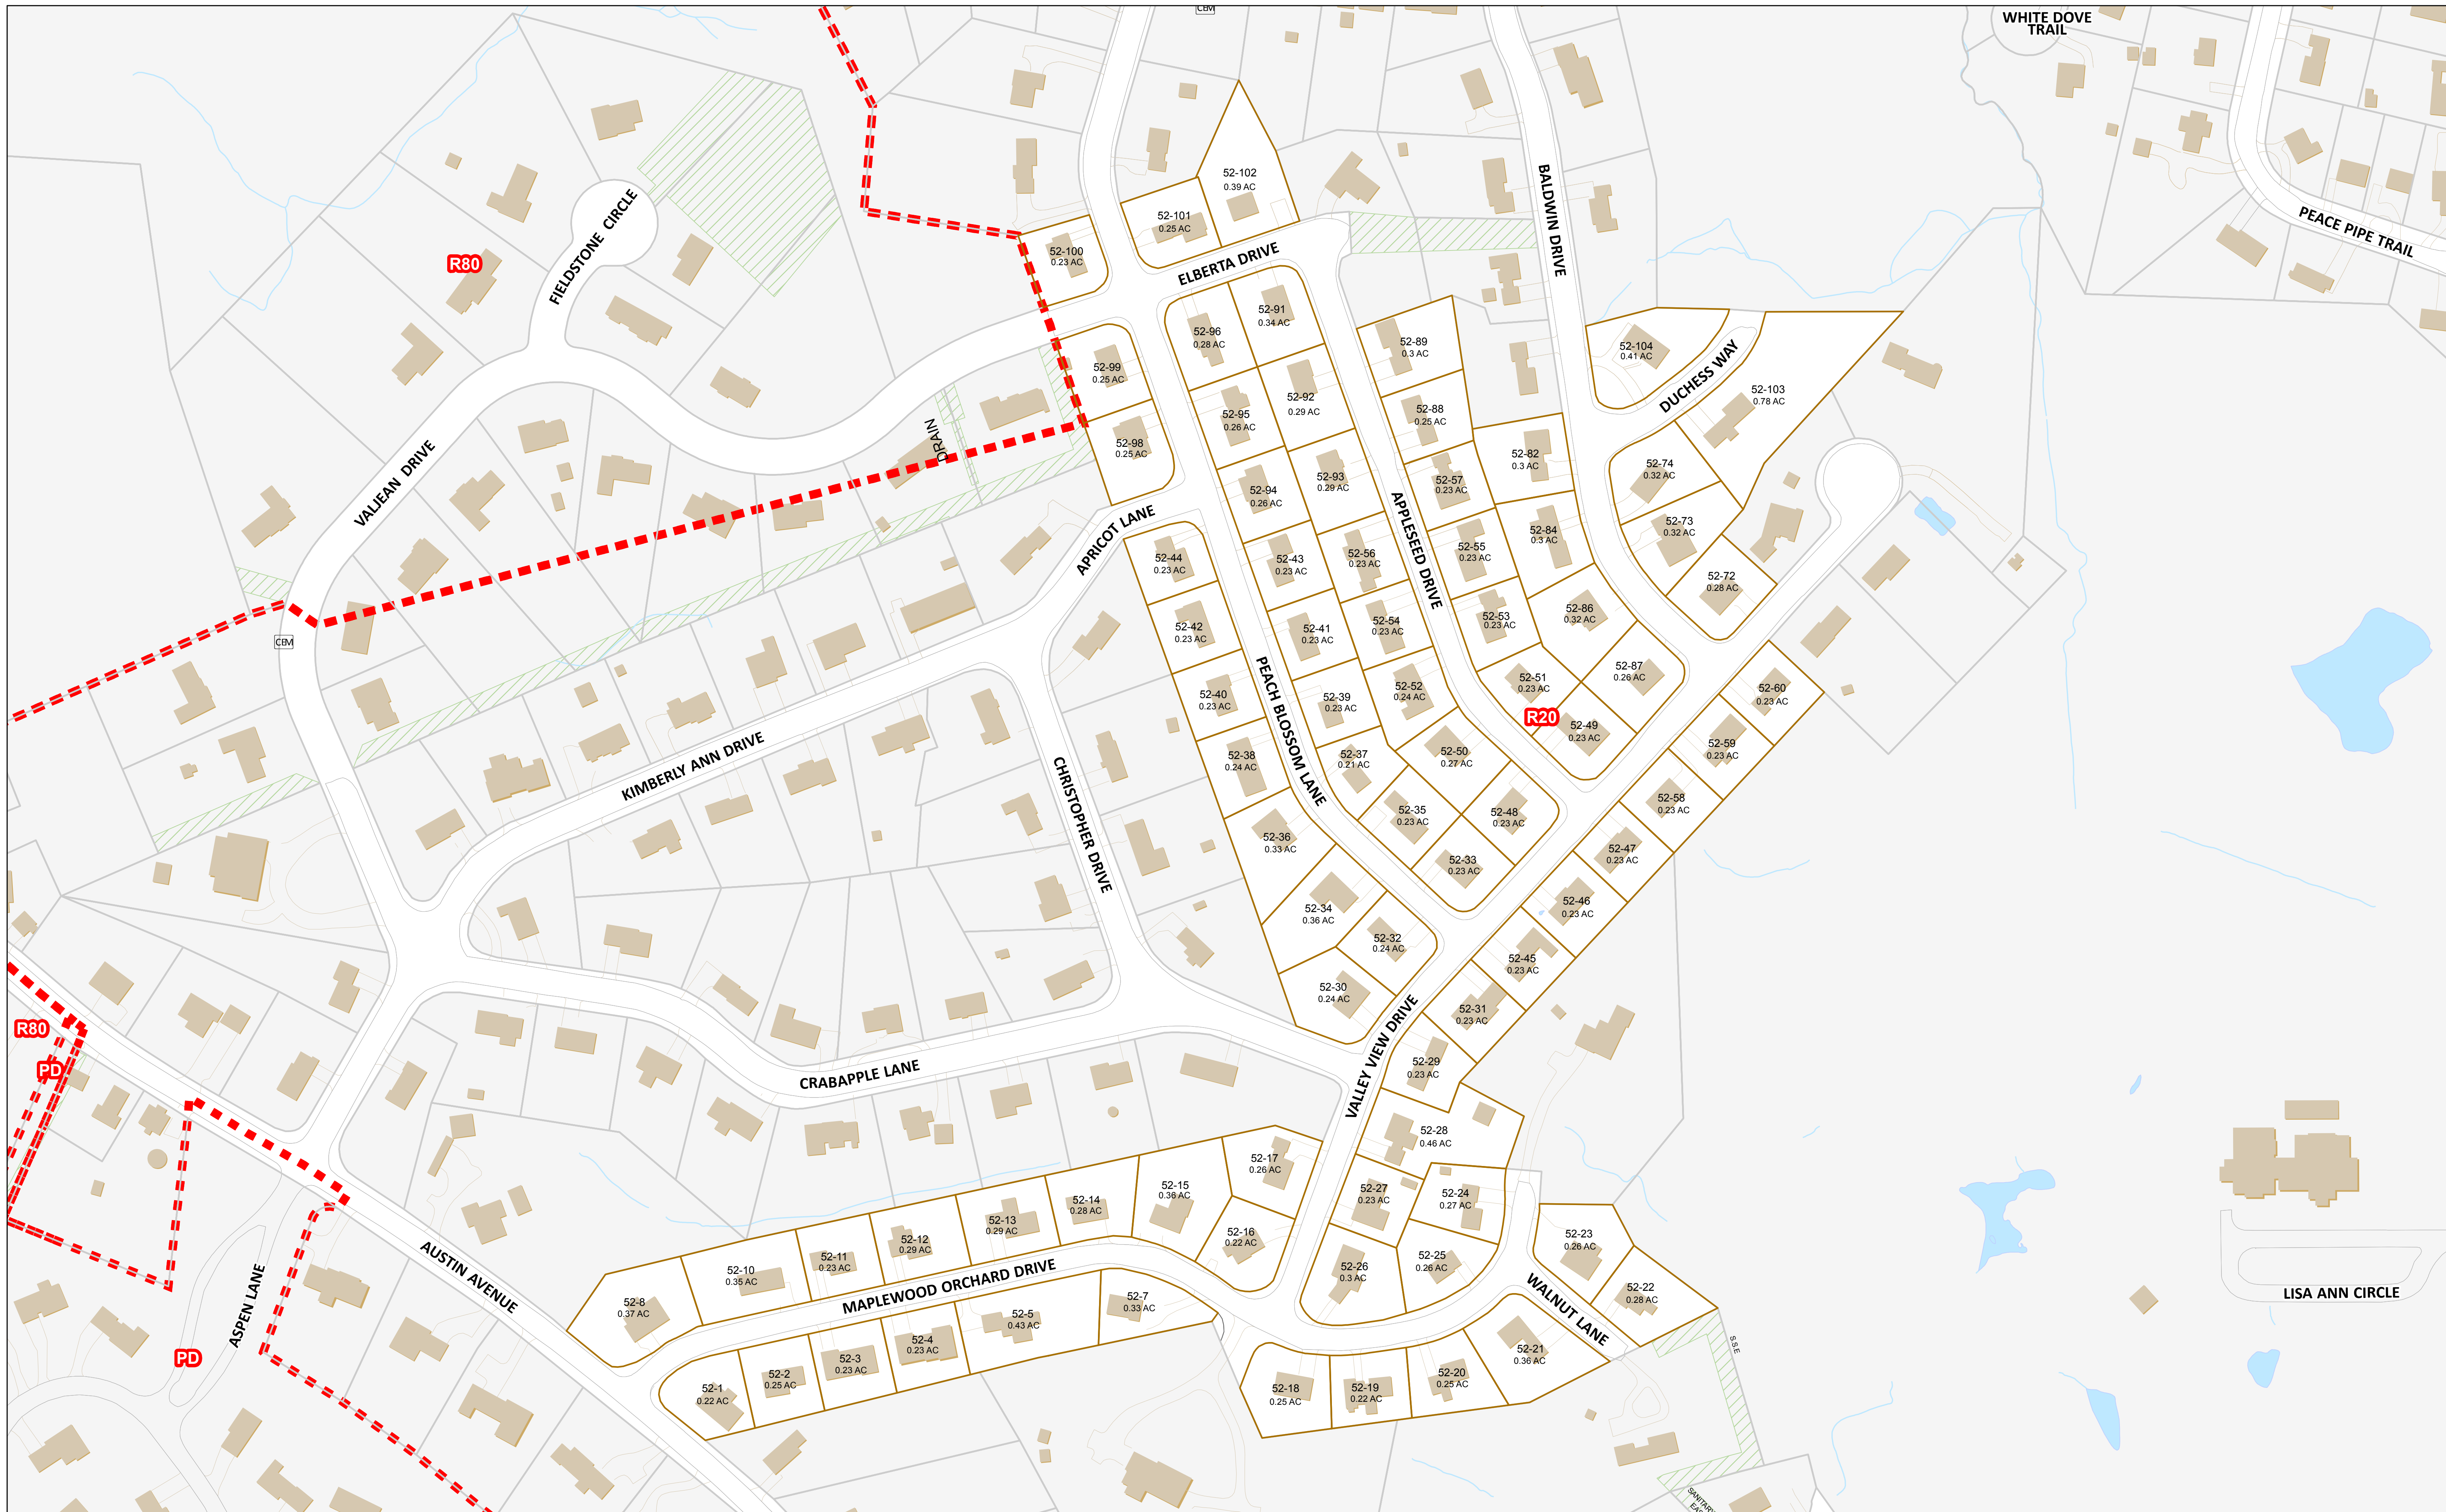 CEM
WHITE DOVE
TRAIL
52-102
0.39 AC
BALDWIN DRIVE
FIELDSTONE CIRCLE
52-101
0.25 AC
PEACE PIPE TRAIL
52-100
0.23 AC
ELBERTA DRIVE
R80
52-91
0.34 AC
52-96
0.28 AC
52-89
0.3 AC
52-104
0.41 AC
DUCHESS WAY
52-99
0.25 AC
52-103
0.78 AC
52-92
0.29 AC
52-95
0.26 AC
52-88
0.25 AC
DRAIN
52-98
0.25 AC
52-82
0.3 AC
52-74
0.32 AC
VALJEAN DRIVE
52-93
0.29 AC
52-57
0.23 AC
52-94
0.26 AC
APPLESEED DRIVE
52-73
0.32 AC
52-84
0.3 AC
APRICOT LANE
52-44
0.23 AC
52-43
0.23 AC
52-56
0.23 AC
52-55
0.23 AC
52-72
0.28 AC
52-86
0.32 AC
52-53
0.23 AC
52-54
0.23 AC
52-42
0.23 AC
52-41
0.23 AC
CEM
52-87
0.26 AC
52-51
0.23 AC
52-52
0.24 AC
52-40
0.23 AC
52-39
0.23 AC
52-60
0.23 AC
R20
52-49
0.23 AC
PEACH BLOSSOM LANE
52-59
0.23 AC
52-50
0.27 AC
52-37
0.21 AC
52-38
0.24 AC
KIMBERLY ANN DRIVE
52-58
0.23 AC
52-35
0.23 AC
52-48
0.23 AC
CHRISTOPHER DRIVE
52-36
0.33 AC
52-47
0.23 AC
52-33
0.23 AC
52-46
0.23 AC
52-34
0.36 AC
52-32
0.24 AC
52-45
0.23 AC
52-30
0.24 AC
52-31
0.23 AC
R80
VALLEY VIEW DRIVE
52-29
0.23 AC
PD
CRABAPPLE LANE
52-28
0.46 AC
52-17
0.26 AC
52-15
0.36 AC
52-27
0.23 AC
52-24
0.27 AC
52-14
0.28 AC
52-13
0.29 AC
52-16
0.22 AC
52-23
0.26 AC
52-12
0.29 AC
52-11
0.23 AC
52-25
0.26 AC
52-26
0.3 AC
52-10
0.35 AC
AUSTIN AVENUE
MAPLEWOOD ORCHARD DRIVE
52-22
0.28 AC
LISA ANN CIRCLE
52-7
0.33 AC
52-8
0.37 AC
WALNUT LANE
ASPEN LANE
52-5
0.43 AC
52-4
0.23 AC
S.S.E.
52-21
0.36 AC
PD
52-3
0.23 AC
52-2
0.25 AC
52-20
0.25 AC
52-1
0.22 AC
52-18
0.25 AC
52-19
0.22 AC
SANITARY